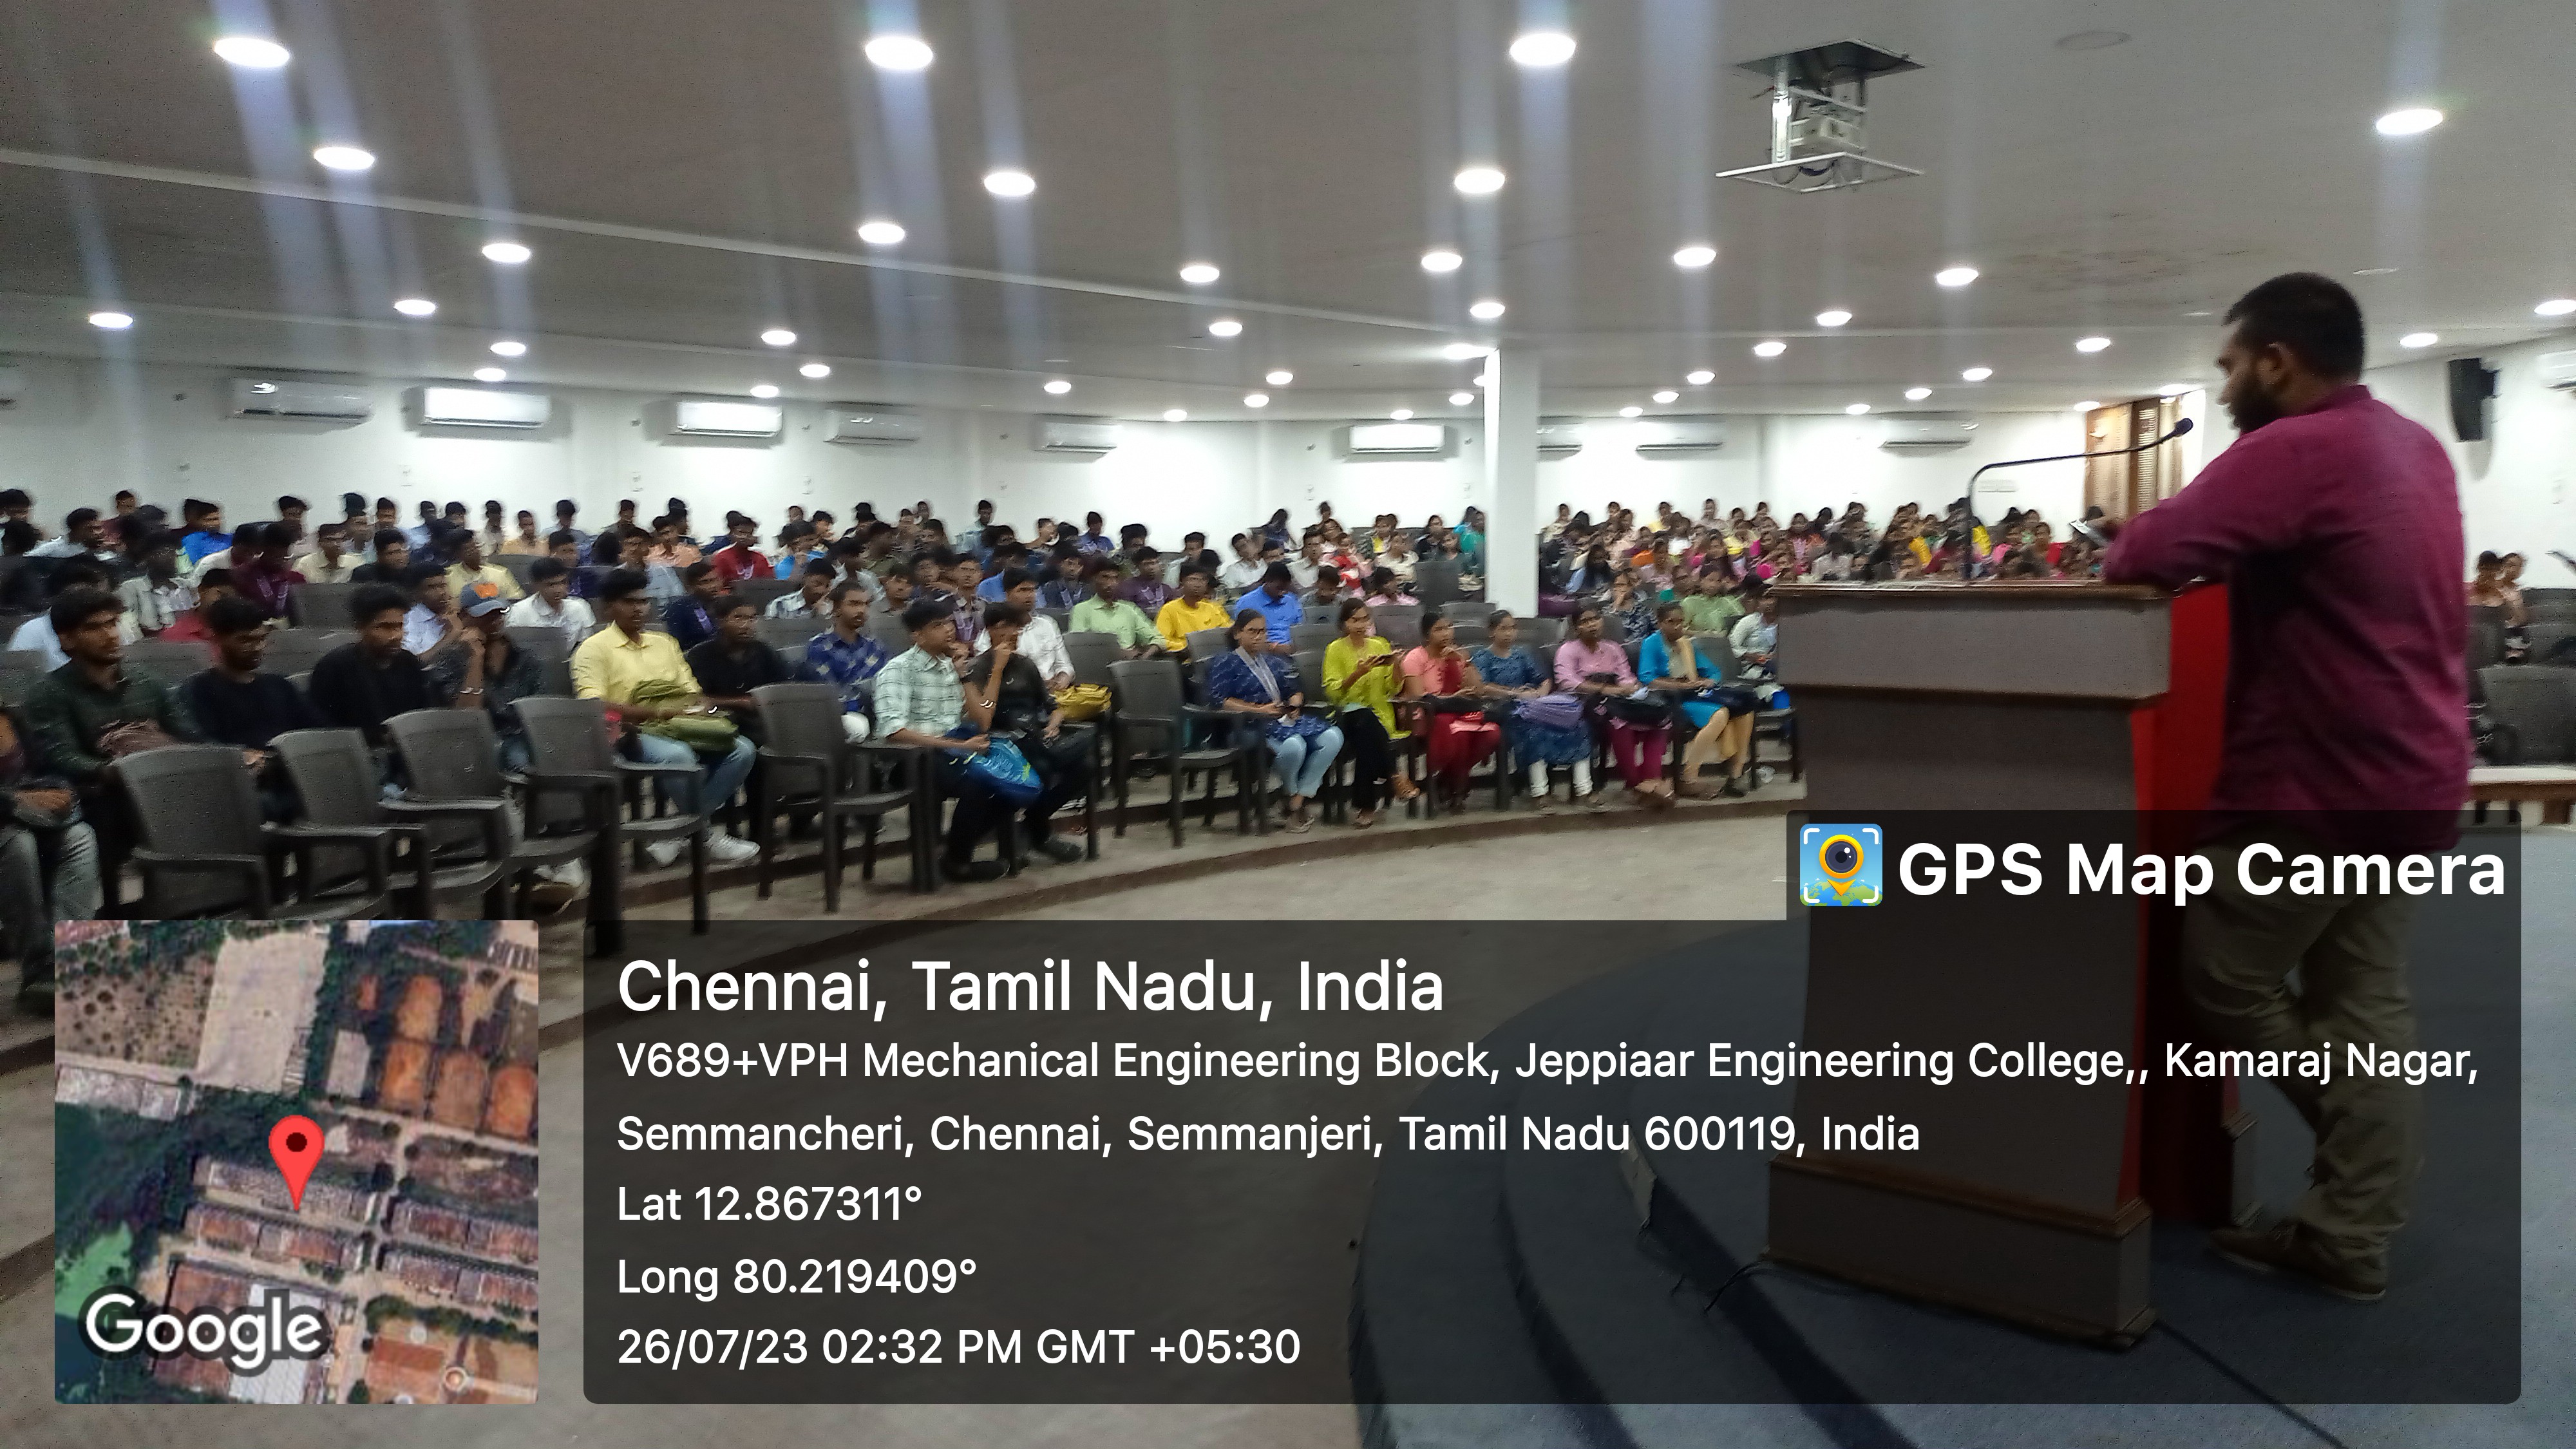 GPS Map Camera
Chennai, Tamil Nadu, India
V689+VPH Mechanical Engineering Block, Jeppiaar Engineering College,, Kamaraj Nagar,
Semmancheri, Chennai, Semmanjeri, Tamil Nadu 600119, India
Lat 12.867311°
Long 80.219409°
26/07/23 02:32 PM GMT +05:30
Google